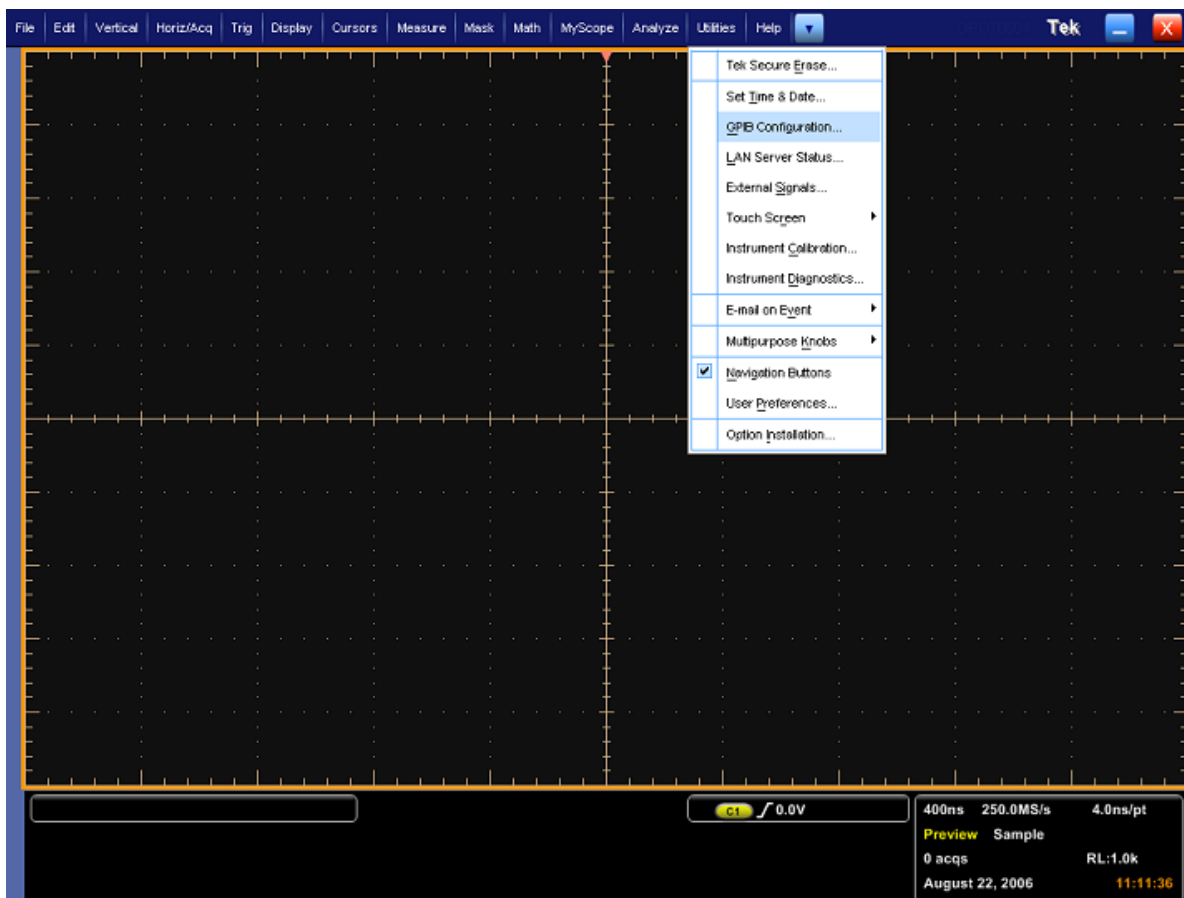 File Edit Vertical Horiz/Acq Trig Display Cursors Measure Mask Math MyScope Analyze Utilities Help Tek X
Tek Secure Erase...
Set Time & Date...
GPIB Configuration...
LAN Server Status...
External Signals...
Touch Screen
Instrument Calibration...
Instrument Diagnostics...
E-mail on Event
Multipurpose Knobs
Navigation Buttons
User Preferences...
Option Installation...
C1 0.0V
400ns 250.0MS/s 4.0ns/pt
Preview Sample
0 acqs RL:1.0k
August 22, 2006 11:11:36